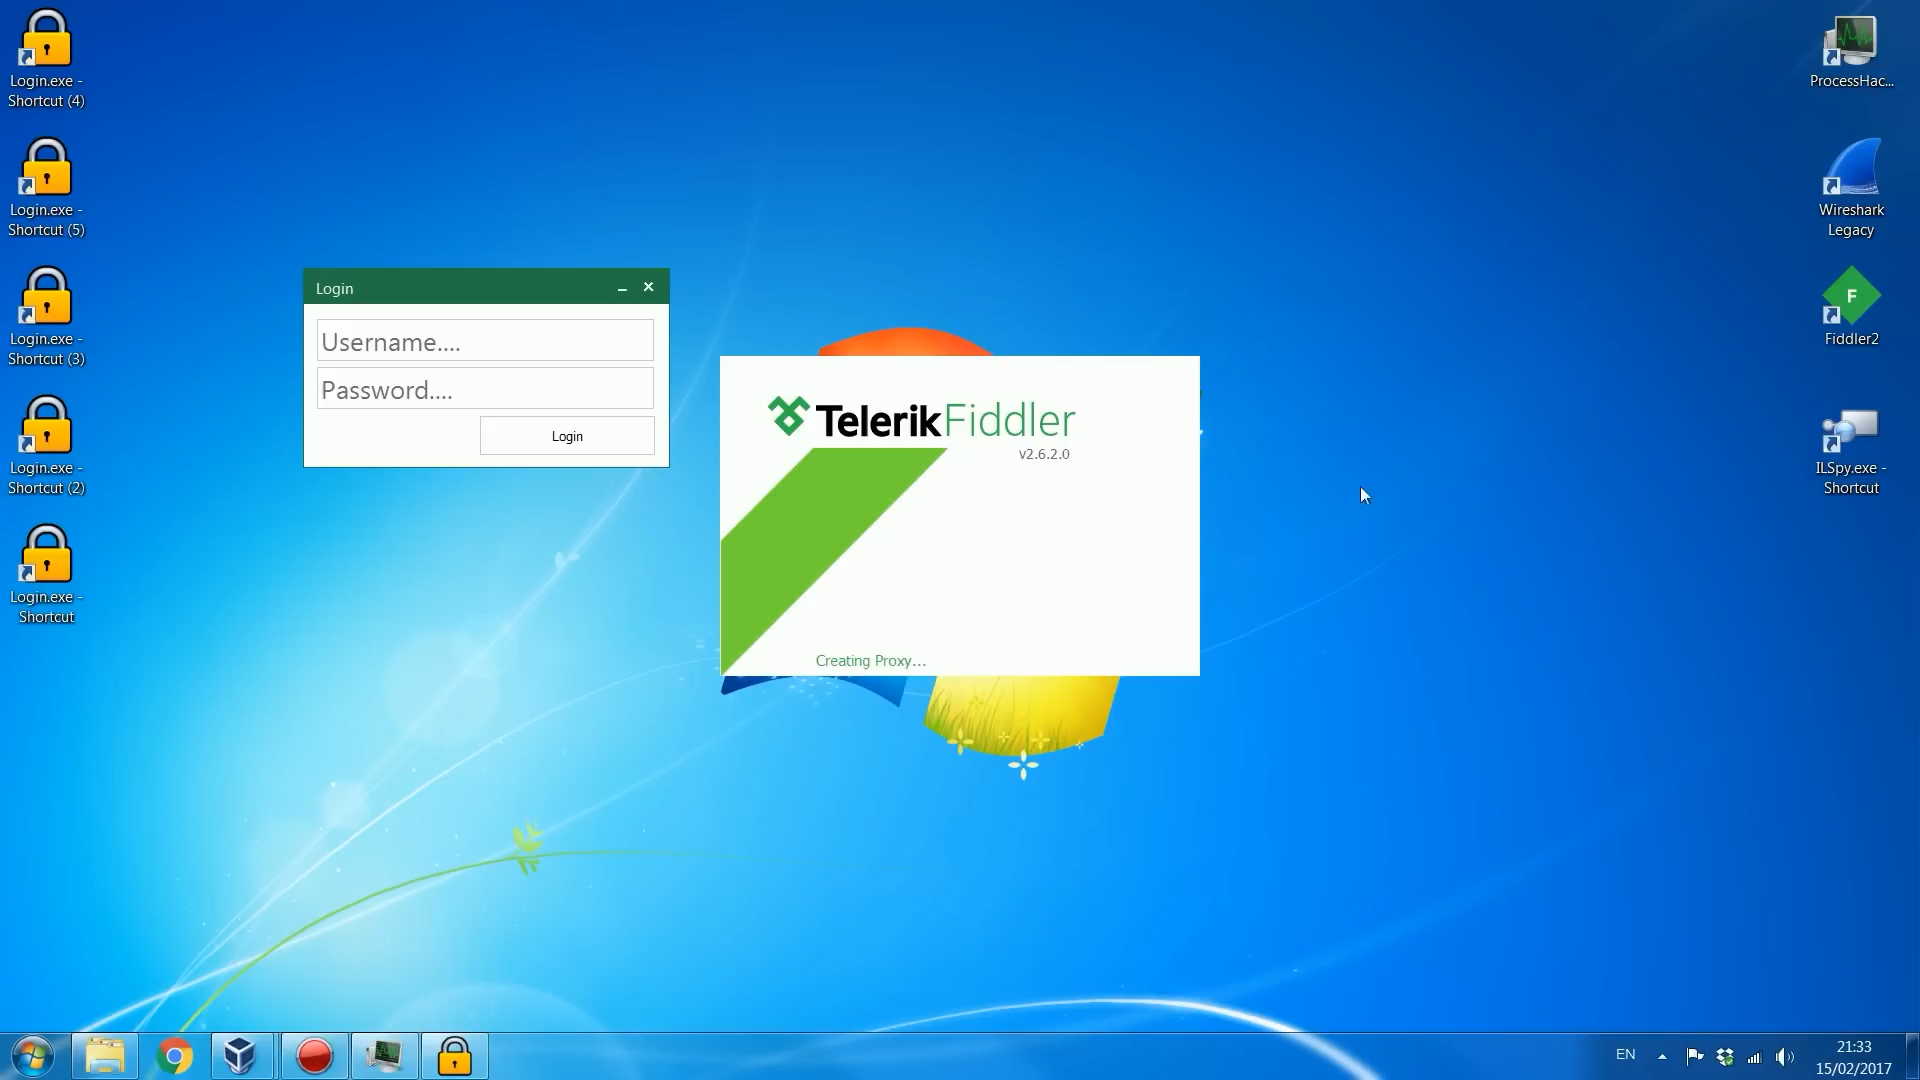 Login.exe -
Shortcut (4)
Login.exe -
Shortcut (5)
Login.exe -
Shortcut (3)
Login.exe -
Shortcut (2)
Login.exe -
Shortcut
Login
Username....
Password....
Login
Telerik Fiddler
v2.6.2.0
Creating Proxy...
ProcessHac...
Wireshark
Legacy
F
Fiddler2
ILSpy.exe -
Shortcut
EN
21:33
15/02/2017